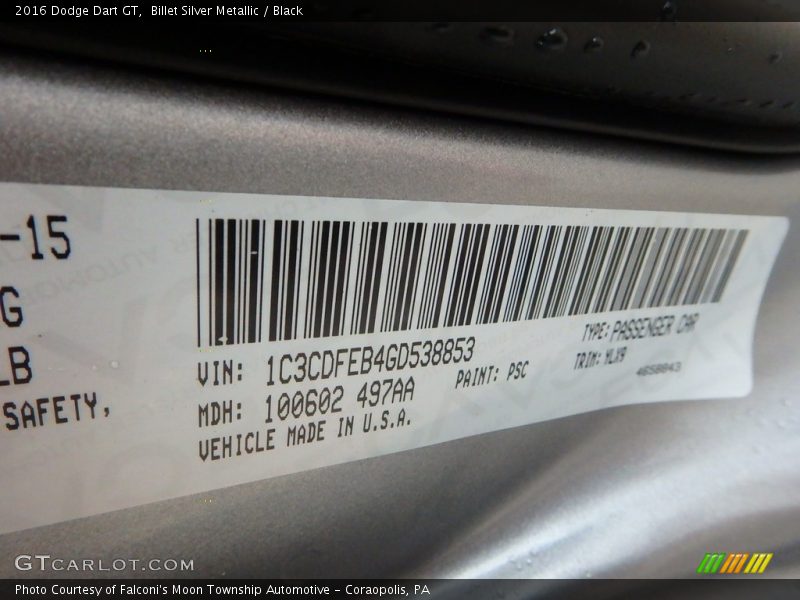 2016 Dodge Dart GT, Billet Silver Metallic / Black
-15
G
LB
SAFETY,
VIN: 1C3CDFEB4GD538853
TYPE: PASSENGER CAR
MDH: 100602 497AA
PAINT: PSC
TRIM: MLX9
VEHICLE MADE IN U.S.A.
4658843
GTCARLOT.COM
Photo Courtesy of Falconi's Moon Township Automotive – Coraopolis, PA